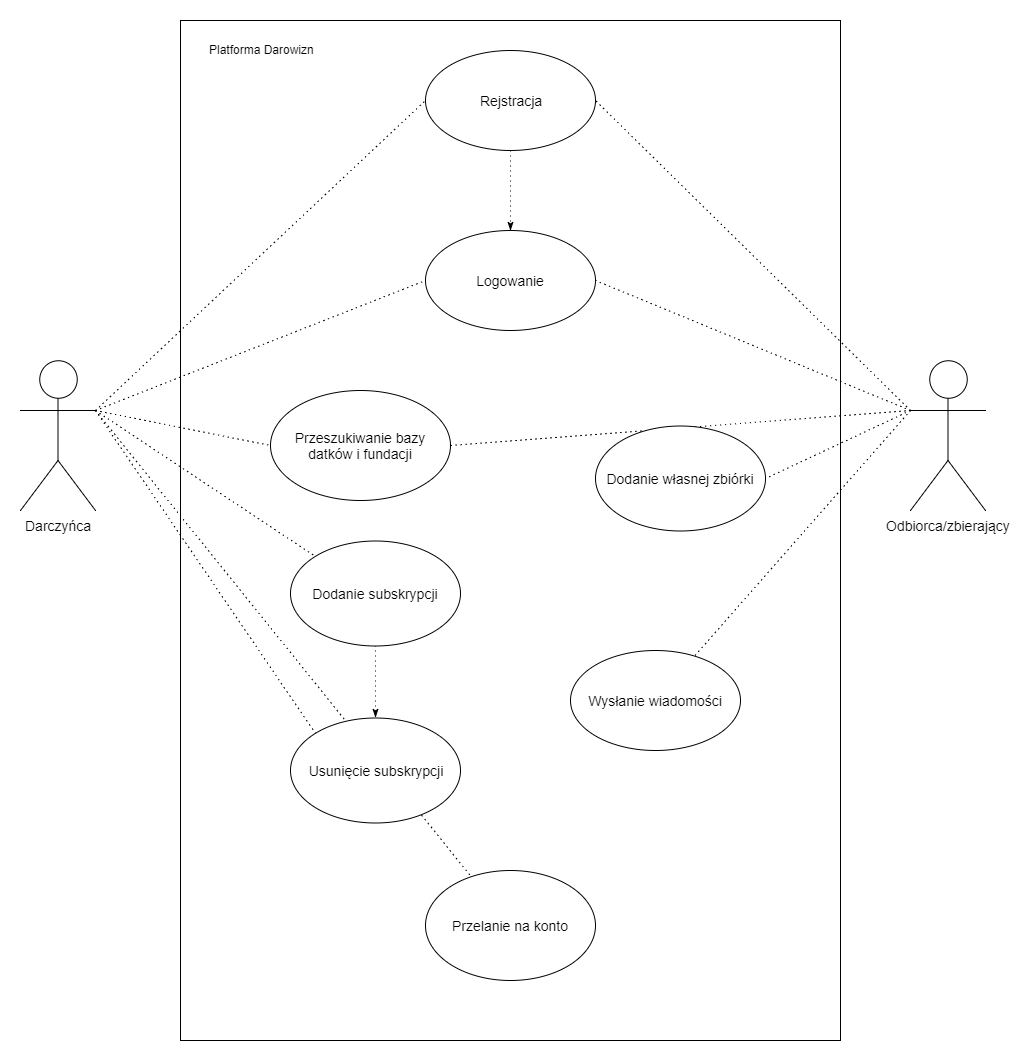 Platforma Darowizn
Rejstracja
Logowanie
Przeszukiwanie bazy
datków i fundacji
Dodanie własnej zbiórki
Darczyńca
Odbiorca/zbierający
Dodanie subskrypcji
Wysłanie wiadomości
Usunięcie subskrypcji
Przelanie na konto